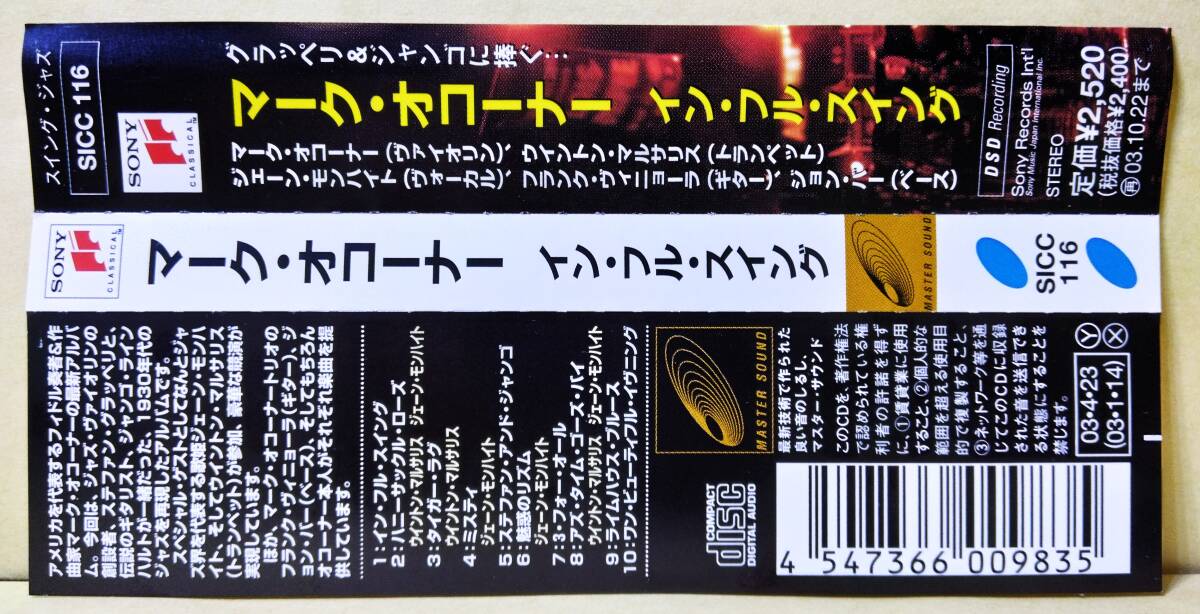 スイング・ジャズ
SICC 116
SONY
CLASSICAL
グラッペリ&ジャンゴに捧ぐ…
マーク・オコーナー イン・フル・スイング
マーク・オコーナー(ヴァイオリン)、ウィントン・マルサリス(トランペット)
ジェーン・モンハイト(ヴォーカル)、フランク・ヴィニョーラ(ギター)、ジョン・バー(ベース)
DSD Recording
Sony Records Int'l
Sony Music Japan International Inc.
STEREO
定価¥2,520
(税抜価格¥2,400)
再03.10.22まで
SONY
CLASSICAL
マーク・オコーナー イン・フル・スイング
MASTER SOUND
SICC
116
アメリカを代表するフィドル奏者&作
曲家マーク・オコーナーの最新アルバ
ム。今回は、ジャズ・ヴァイオリンの
創設者、ステファン・グラッペリと、
伝説のギタリスト、ジャンゴ・ライン
ハルトが一緒だった、1930年代の
ジャズを再現したアルバムです。
スペシャル・ゲストとしてなんとジャ
ズ界を代表する歌姫ジェーン・モンハ
イト、そしてウイントン・マルサリス
(トランペット)が参加、豪華な競演が
実現しています。
ほか、マーク・オコーナートリオの
フランク・ヴィニョーラ(ギター)、ジ
ョン・バー(ベース)、そしてもちろん
オコーナー本人がそれぞれ楽曲を提
供しています。
1:イン・フル・スイング
2:ハニーサックル・ローズ
ウイントン・マルサリス ジェーン・モンハイト
3:タイガー・ラグ
ウイントン・マルサリス
4:ミスティ
ジェーン・モンハイト
5:ステファン・アンド・ジャンゴ
6:魅惑のリズム
ジェーン・モンハイト
7:3・フォー・オール
8:アズ・タイム・ゴーズ・バイ
ウイントン・マルサリス ジェーン・モンハイト
9:ライムハウス・ブルース
10:ワン・ビューティフル・イヴニング
MASTER SOUND
最新技術で作られた
良い音のしるし、
マスター・サウンド
このCDを、著作権法
で認められている権
利者の許諾を得ず
に、①賃貸業に使用
すること、②個人的な
範囲を超える使用目
的で複製すること、
③ネットワーク等を通
じてこのCDに収録
された音を送信でき
る状態にすることを
禁じます。
Y
X
03・4・23
(03・1・14)
COMPACT
disc
DIGITAL AUDIO
4 547366 009835